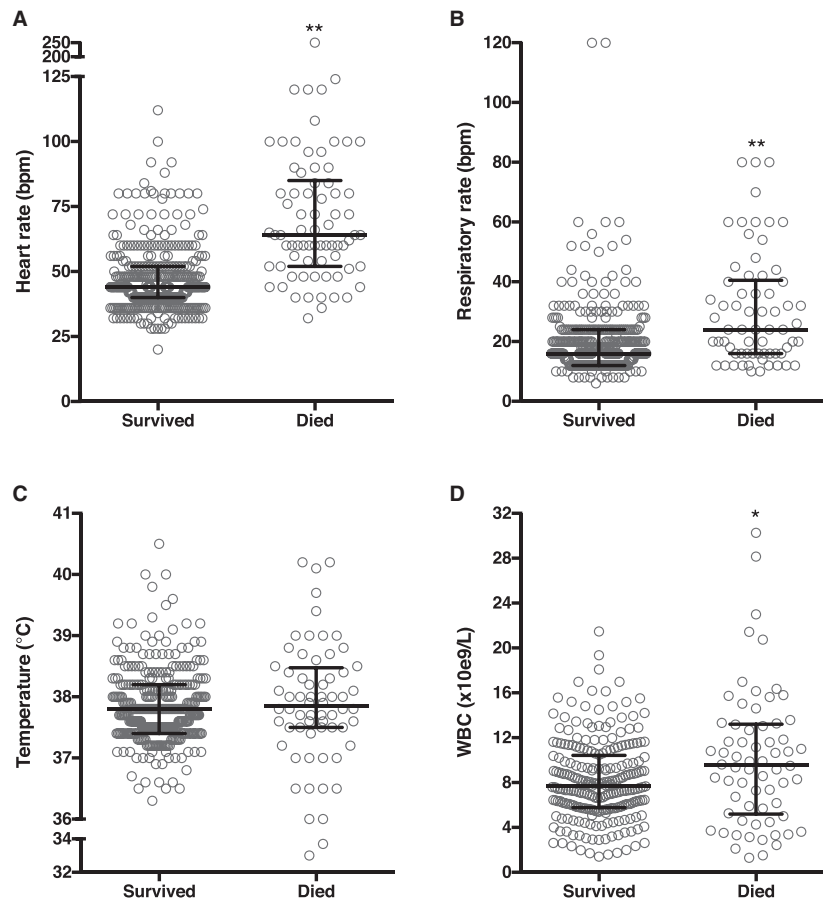 A
**
Heart rate (bpm)
250
200
125
100
75
50
25
0
Survived
Died
B
**
Respiratory rate (bpm)
120
100
80
60
40
20
0
Survived
Died
C
Temperature (°C)
41
40
39
38
37
36
34
32
Survived
Died
D
*
WBC (x10e9/L)
32
28
24
20
16
12
8
4
0
Survived
Died